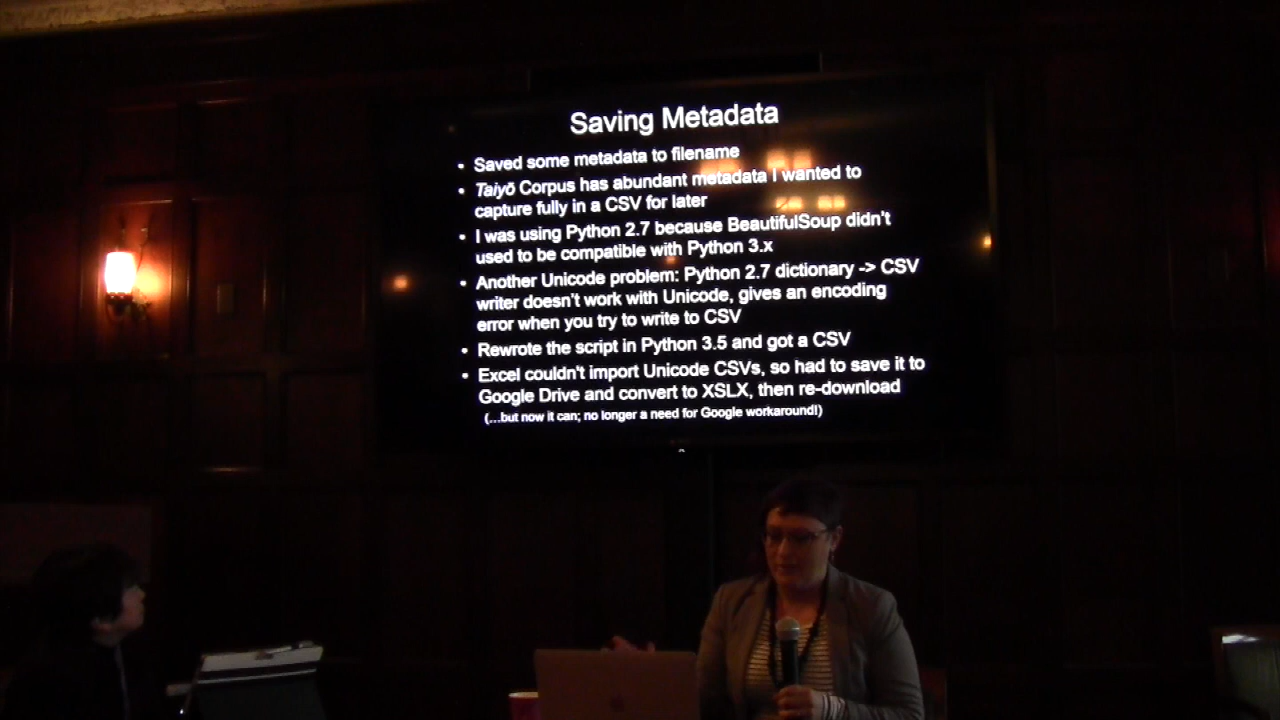 Saving Metadata
• Saved some metadata to filename
• Taiyō Corpus has abundant metadata I wanted to
capture fully in a CSV for later
• I was using Python 2.7 because BeautifulSoup didn't
used to be compatible with Python 3.x
• Another Unicode problem: Python 2.7 dictionary -> CSV
writer doesn't work with Unicode, gives an encoding
error when you try to write to CSV
• Rewrote the script in Python 3.5 and got a CSV
• Excel couldn't import Unicode CSVs, so had to save it to
Google Drive and convert to XSLX, then re-download
(...but now it can; no longer a need for Google workaround!)